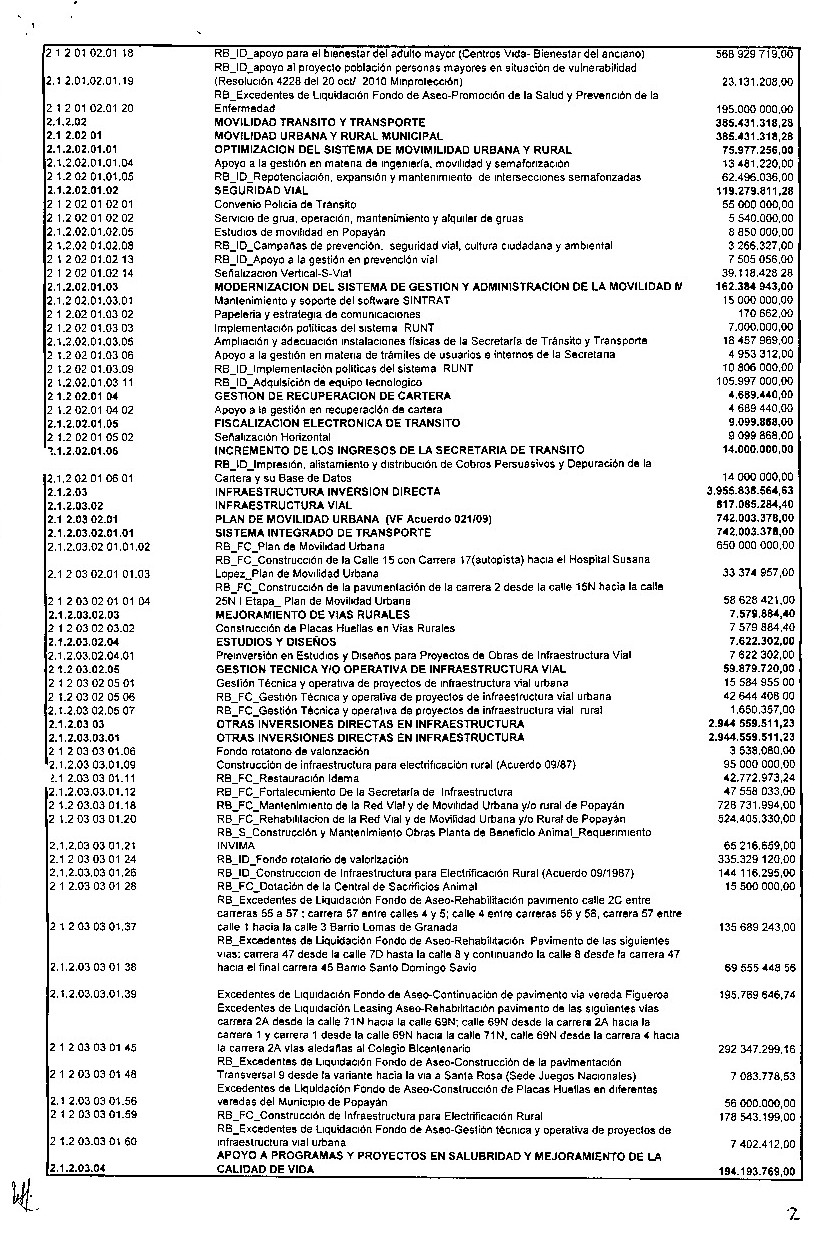 2 1 2 01 02.01 18 RB_ID_apoyo para el bienestar del adulto mayor (Centros Vida- Bienestar del anciano) 568 929 719,00
RB_ID_apoyo al proyecto población personas mayores en situación de vulnerabilidad
2.1 2.01.02.01.19 (Resolución 4228 del 20 oct/ 2010 Minprotección) 23.131.208,00
RB_Excedentes de Liquidación Fondo de Aseo-Promoción de la Salud y Prevención de la
2 1 2 01 02.01 20 Enfermedad 195.000 000,00
2.1.2.02 MOVILIDAD TRANSITO Y TRANSPORTE 385.431.318,28
2.1 2.02 01 MOVILIDAD URBANA Y RURAL MUNICIPAL 385.431.318,28
2.1.2.02.01.01 OPTIMIZACION DEL SISTEMA DE MOVIMILIDAD URBANA Y RURAL 75.977.256,00
2.1.2.02.01.01.04 Apoyo a la gestión en materia de ingeniería, movilidad y semaforización 13 481.220,00
2 1.2 02 01.01.05 RB_ID_Repotenciación, expansión y mantenimiento de intersecciones semaforizadas 62.496.036,00
2.1.2.02.01.02 SEGURIDAD VIAL 119.279.811,28
2 1 2 02 01 02 01 Convenio Policia de Tránsito 55 000 000,00
2 1.2 02 01 02 02 Servicio de grua, operación, mantenimiento y alquiler de gruas 5 540.000,00
2.1.2.02.01.02.05 Estudios de movilidad en Popayán 8 850 000,00
2 1.2.02 01.02.08 RB_ID_Campañas de prevención, seguridad vial, cultura ciudadana y ambiental 3 266.327,00
2 1 2 02 01.02 13 RB_ID_Apoyo a la gestión en prevención vial 7 505 056,00
2 1 2 02 01.02 14 Señalizacion Vertical-S-Vial 39.118.428 28
2.1.2.02.01.03 MODERNIZACION DEL SISTEMA DE GESTION Y ADMINISTRACION DE LA MOVILIDAD M 162.384 943,00
2.1.2 02.01.03.01 Mantenimiento y soporte del software SINTRAT 15 000 000,00
2 1.2.02 01.03 02 Papeleria y estrategia de comunicaciones 170 662,00
2 1 2 02 01.03 03 Implementación políticas del sistema RUNT 7.000.000,00
2.1.2.02.01.03.05 Ampliación y adecuación instalaciones físicas de la Secretaría de Tránsito y Transporte 18 457 969,00
2 1 2 02 01.03 06 Apoyo a la gestión en materia de trámites de usuarios e internos de la Secretaria 4 953 312,00
2 1.2.02 01.03.09 RB_ID_Implementación políticas del sistema RUNT 10 806 000,00
2.1.2.02.01.03 11 RB_ID_Adquisición de equipo tecnologico 105.997 000,00
2 1.2 02.01 04 GESTION DE RECUPERACION DE CARTERA 4.689.440,00
2 1.2 02.01 04 02 Apoyo a la gestión en recuperación de cartera 4 689 440,00
2 1.2.02.01.05 FISCALIZACION ELECTRONICA DE TRANSITO 9.099.868,00
2 1.2 02 01 05 02 Señalización Horizontal 9 099 868,00
2.1.2.02.01.06 INCREMENTO DE LOS INGRESOS DE LA SECRETARIA DE TRANSITO 14.000.000,00
RB_ID_Impresión, alistamiento y distribución de Cobros Persuasivos y Depuración de la
2.1.2 02 01 06 01 Cartera y su Base de Datos 14 000 000,00
2.1.2.03 INFRAESTRUCTURA INVERSION DIRECTA 3.955.838.564,63
2.1.2.03.02 INFRAESTRUCTURA VIAL 817.085.284,40
2 1 2.03 02.01 PLAN DE MOVILIDAD URBANA (VF Acuerdo 021/09) 742.003.378,00
2.1.2.03.02.01.01 SISTEMA INTEGRADO DE TRANSPORTE 742.003.378,00
2.1.2.03.02 01.01.02 RB_FC_Plan de Movilidad Urbana 650 000 000,00
RB_FC_Construcción de la Calle 15 con Carrera 17(autopista) hacia el Hospital Susana
2.1 2 03 02.01 01.03 Lopez_Plan de Movilidad Urbana 33 374 957,00
RB_FC_Construcción de la pavimentación de la carrera 2 desde la calle 15N hacia la calle
2 1 2 03 02 01 01 04 25N I Etapa_ Plan de Movilidad Urbana 58 628 421,00
2.1.2.03.02.03 MEJORAMIENTO DE VIAS RURALES 7.579.884,40
2 1 2 03 02 03.02 Construcción de Placas Huellas en Vias Rurales 7 579 884,40
2.1.2.03.02.04 ESTUDIOS Y DISEÑOS 7.622.302,00
2.1.2.03.02.04.01 Preinversión en Estudios y Diseños para Proyectos de Obras de Infraestructura Vial 7 622 302,00
2 1.2 03.02.05 GESTION TECNICA Y/O OPERATIVA DE INFRAESTRUCTURA VIAL 59.879.720,00
2 1 2 03 02 05 01 Gestión Técnica y operativa de proyectos de infraestructura vial urbana 15 584 955 00
2 1.2 03 02 05 06 RB_FC_Gestión Técnica y operativa de proyectos de infraestructura vial urbana 42 644 408 00
2.1.2.03 02.05 07 RB_FC_Gestión Técnica y operativa de proyectos de infraestructura vial rural 1.650.357,00
2.1.2.03 03 OTRAS INVERSIONES DIRECTAS EN INFRAESTRUCTURA 2.944 559.511,23
2.1.2.03.03.01 OTRAS INVERSIONES DIRECTAS EN INFRAESTRUCTURA 2.944.559.511,23
2 1 2 03 03 01.06 Fondo rotatorio de valorización 3 538.080,00
2.1.2.03 03.01.09 Construcción de infraestructura para electrificación rural (Acuerdo 09/87) 95 000 000,00
2.1 2.03 03 01.11 RB_FC_Restauración Idema 42.772.973,24
2.1.2.03.03.01.12 RB_FC_Fortalecimiento De la Secretaría de Infraestructura 47 558 033,00
2 1.2.03.03 01.18 RB_FC_Mantenimiento de la Red Vial y de Movilidad Urbana y/o rural de Popayán 728 731.994,00
2 1.2.03 03 01.20 RB_FC_Rehabilitacion de la Red Vial y de Movilidad Urbana y/o Rural de Popayán 524.405.330,00
RB_S_Construcción y Mantenimiento Obras Planta de Beneficio Animal_Requerimiento
2.1.2.03 03 01.21 INVIMA 65 216.659,00
2.1 2 03 03 01 24 RB_ID_Fondo rotatorio de valorización 335.329 120,00
2.1.2.03.03 01.26 RB_ID_Construccion de Infraestructura para Electrificación Rural (Acuerdo 09/1987) 144 116.295,00
2 1 2 03 03 01 28 RB_FC_Dotación de la Central de Sacrificios Animal 15 500 000,00
RB_Excedentes de Liquidación Fondo de Aseo-Rehabilitación pavimento calle 2C entre
carreras 55 a 57 ; carrera 57 entre calles 4 y 5; calle 4 entre carreras 56 y 58, carrera 57 entre
2 1 2 03 03 01.37 calle 1 hacia la calle 3 Barrio Lomas de Granada 135 689 243,00
RB_Excedentes de Liquidación Fondo de Aseo-Rehabilitación Pavimento de las siguientes
vias: carrera 47 desde la calle 7D hasta la calle 8 y continuando la calle 8 desde la carrera 47
2.1.2.03 03 01 38 hacia el final carrera 45 Barrio Santo Domingo Savio 69 555 448 56
2.1.2.03.03.01.39 Excedentes de Liquidación Fondo de Aseo-Continuación de pavimento via vereda Figueroa 195.769 646,74
Excedentes de Liquidación Leasing Aseo-Rehabilitación pavimento de las siguientes vías
carrera 2A desde la calle 71N hacia la calle 69N; calle 69N desde la carrera 2A hacia la
carrera 1 y carrera 1 desde la calle 69N hacia la calle 71N, calle 69N desde la carrera 4 hacia
2 1 2 03 03 01 45 la carrera 2A vías aledañas al Colegio Bicentenario 292 347.299,16
RB_Excedentes de Liquidación Fondo de Aseo-Construcción de la pavimentación
2 1 2 03 03 01 48 Transversal 9 desde la variante hacia la via a Santa Rosa (Sede Juegos Nacionales) 7 083.778,53
Excedentes de Liquidación Fondo de Aseo-Construcción de Placas Huellas en diferentes
2.1.2.03 03 01.56 veredas del Municipio de Popayán 56 000.000,00
2 1 2 03 03 01.59 RB_FC_Construcción de Infraestructura para Electrificación Rural 178 543.199,00
RB_Excedentes de Liquidación Fondo de Aseo-Gestión técnica y operativa de proyectos de
2 1.2 03.03 01 60 infraestructura vial urbana 7 402.412,00
APOYO A PROGRAMAS Y PROYECTOS EN SALUBRIDAD Y MEJORAMIENTO DE LA
2.1.2.03.04 CALIDAD DE VIDA 194.193.769,00
2